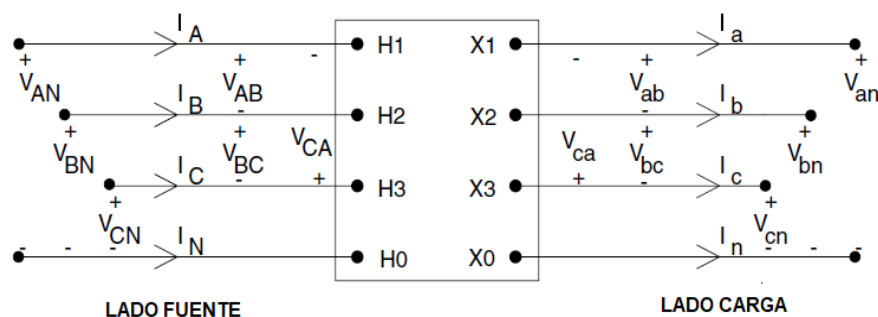 I A
H1
X1
I a
+
+ -
- +
+
V AN
V AB
V ab
V an
I B
-
H2
X2
-
I b
+
+
V CA
V ca
+
+
V BN
V BC
V bc
V bn
I C
-
+
H3
X3
+
-
I c
+
+
V CN
V cn
- - -
I N
H0
X0
I n
- - -
LADO FUENTE
LADO CARGA